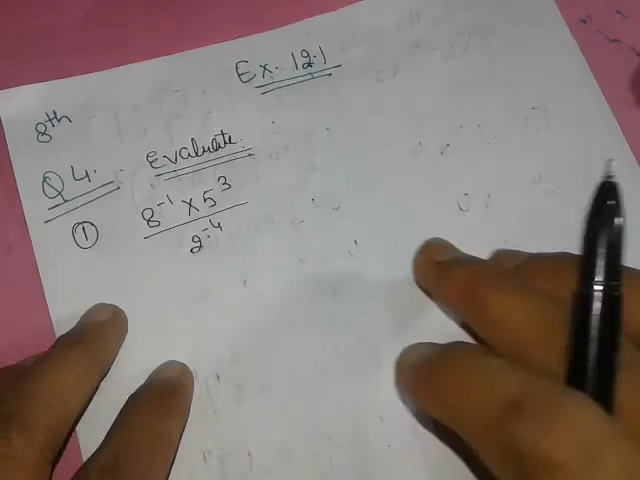 Ex. 12.1
8th
Q 4. Evaluate.
① 8⁻¹ × 5³
2⁻⁴